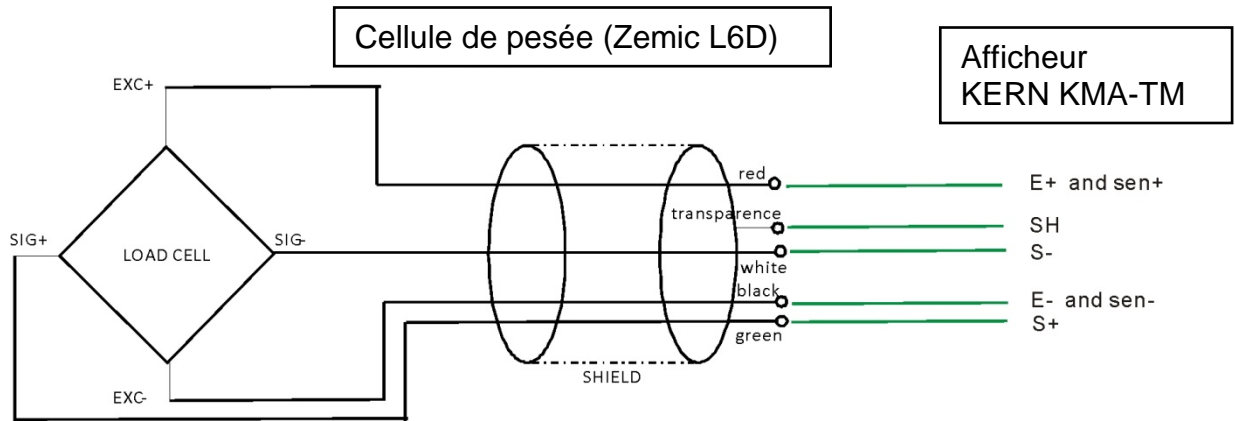 Cellule de pesée (Zemic L6D)
Afficheur
KERN KMA-TM
EXC+
red
E+ and sen+
transparence
SH
SIG+
LOAD CELL
SIG-
S-
white
black
E- and sen-
S+
green
SHIELD
EXC-